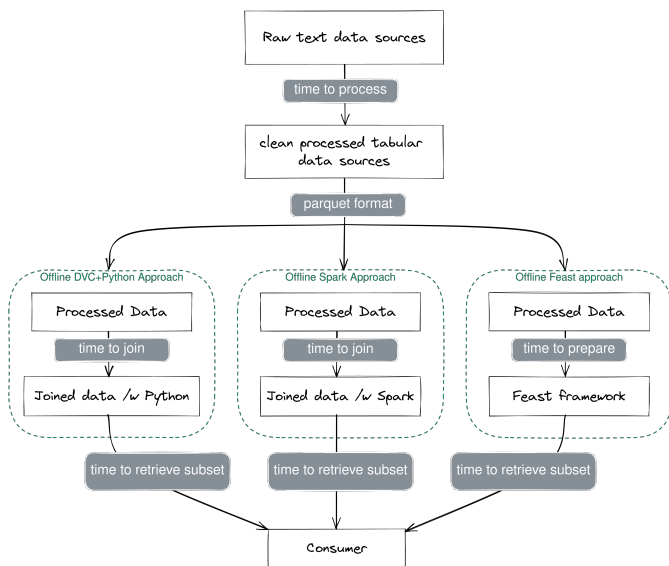 Raw text data sources
time to process
clean processed tabular
data sources
parquet format
Offline DVC+Python Approach
Offline Spark Approach
Offline Feast approach
Processed Data
Processed Data
Processed Data
time to join
time to join
time to prepare
Joined data /w Python
Joined data /w Spark
Feast framework
time to retrieve subset
time to retrieve subset
time to retrieve subset
Consumer